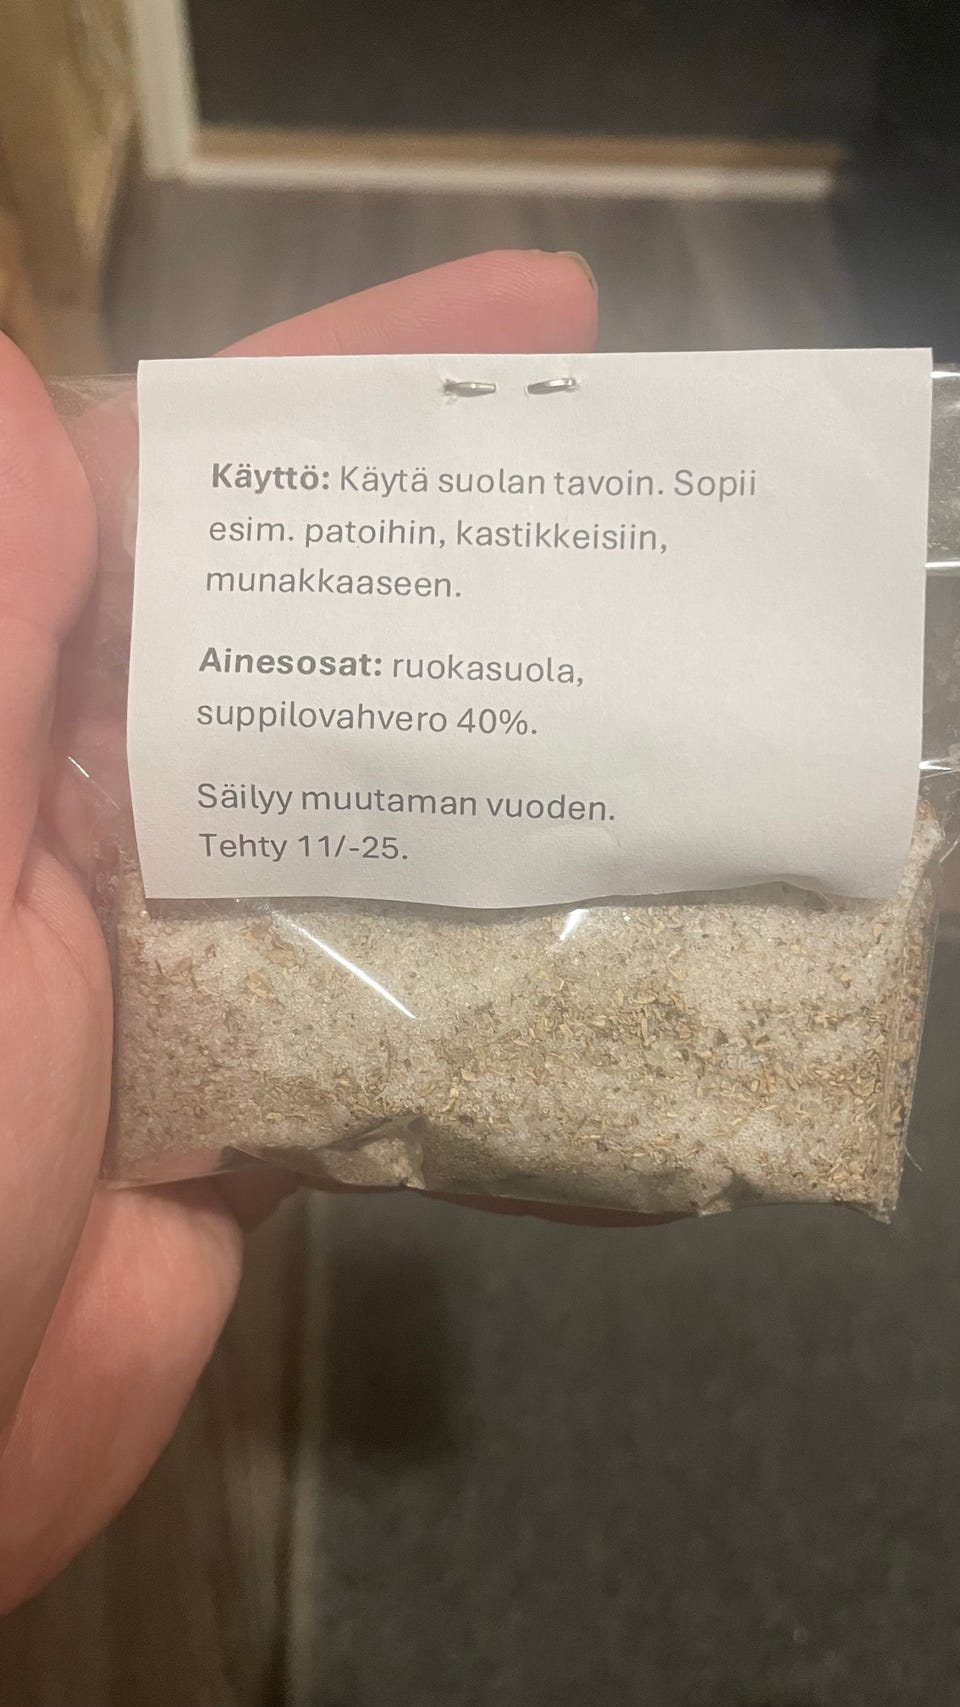 Käyttö: Käytä suolan tavoin. Sopii
esim. patoihin, kastikkeisiin,
munakkaaseen.
Ainesosat: ruokasuola,
suppilovahvero 40%.
Säilyy muutaman vuoden.
Tehty 11/-25.